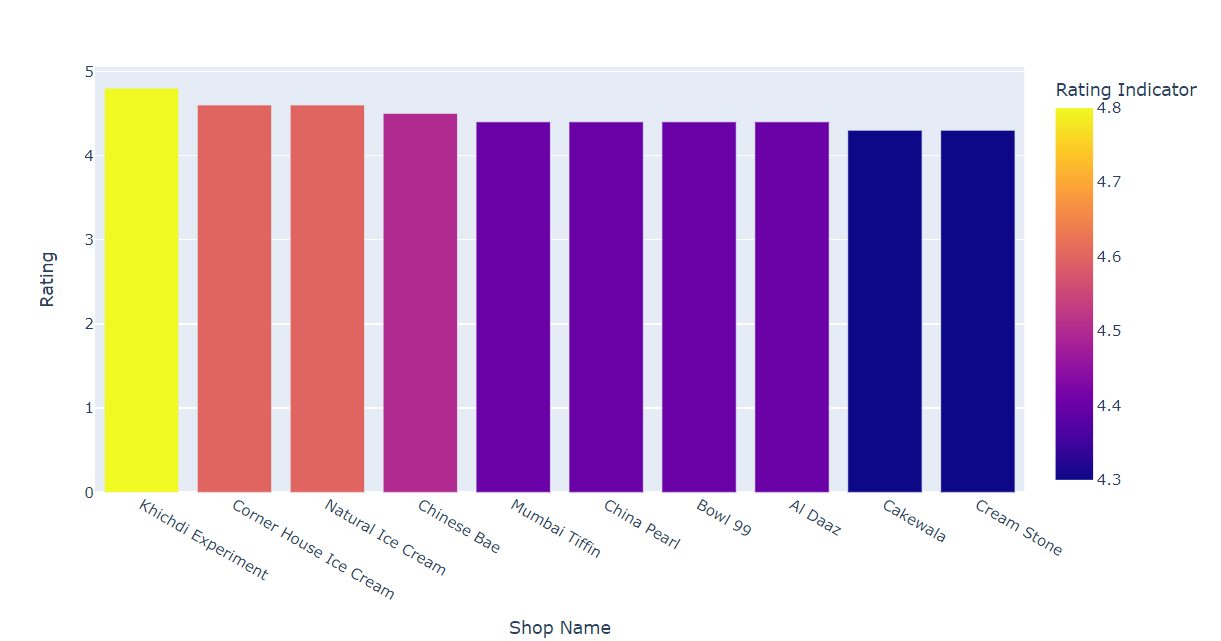 Rating Indicator
4.8
4.7
4.6
4.5
4.4
4.3
5
4
3
2
1
0
Rating
Khichdi Experiment
Corner House Ice Cream
Natural Ice Cream
Chinese Bae
Mumbai Tiffin
China Pearl
Bowl 99
Al Daaz
Cakewala
Cream Stone
Shop Name